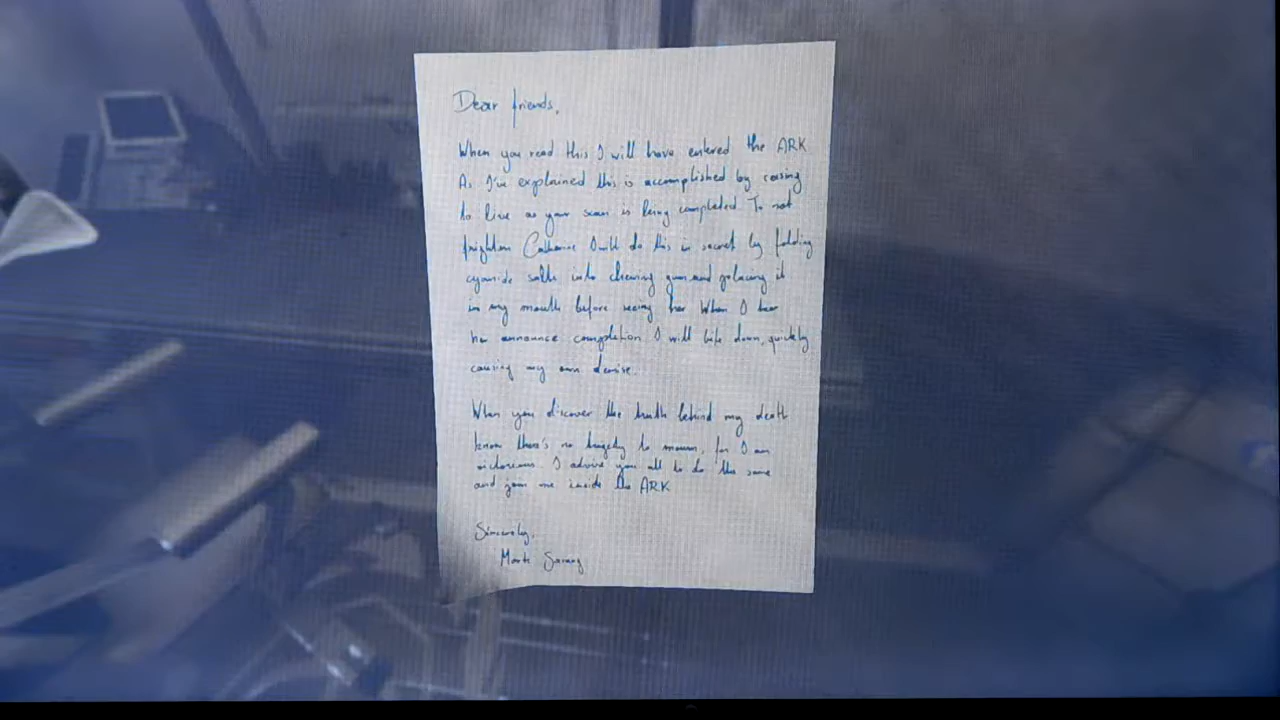 Dear friends,
When you read this I will have entered the ARK
As I've explained this is accomplished by ceasing
to live as your scan is being completed To not
frighten Catherine I will do this in secret by folding
cyanide salts into chewing gum and placing it
in my mouth before seeing her When I hear
her announce completion I will bite down, quickly
causing my own demise.
When you discover the truth behind my death
know there's no tragedy to mourn, for I am
victorious. I advise you all to do the same
and join me inside the ARK
Sincerely,
Mark Sarang